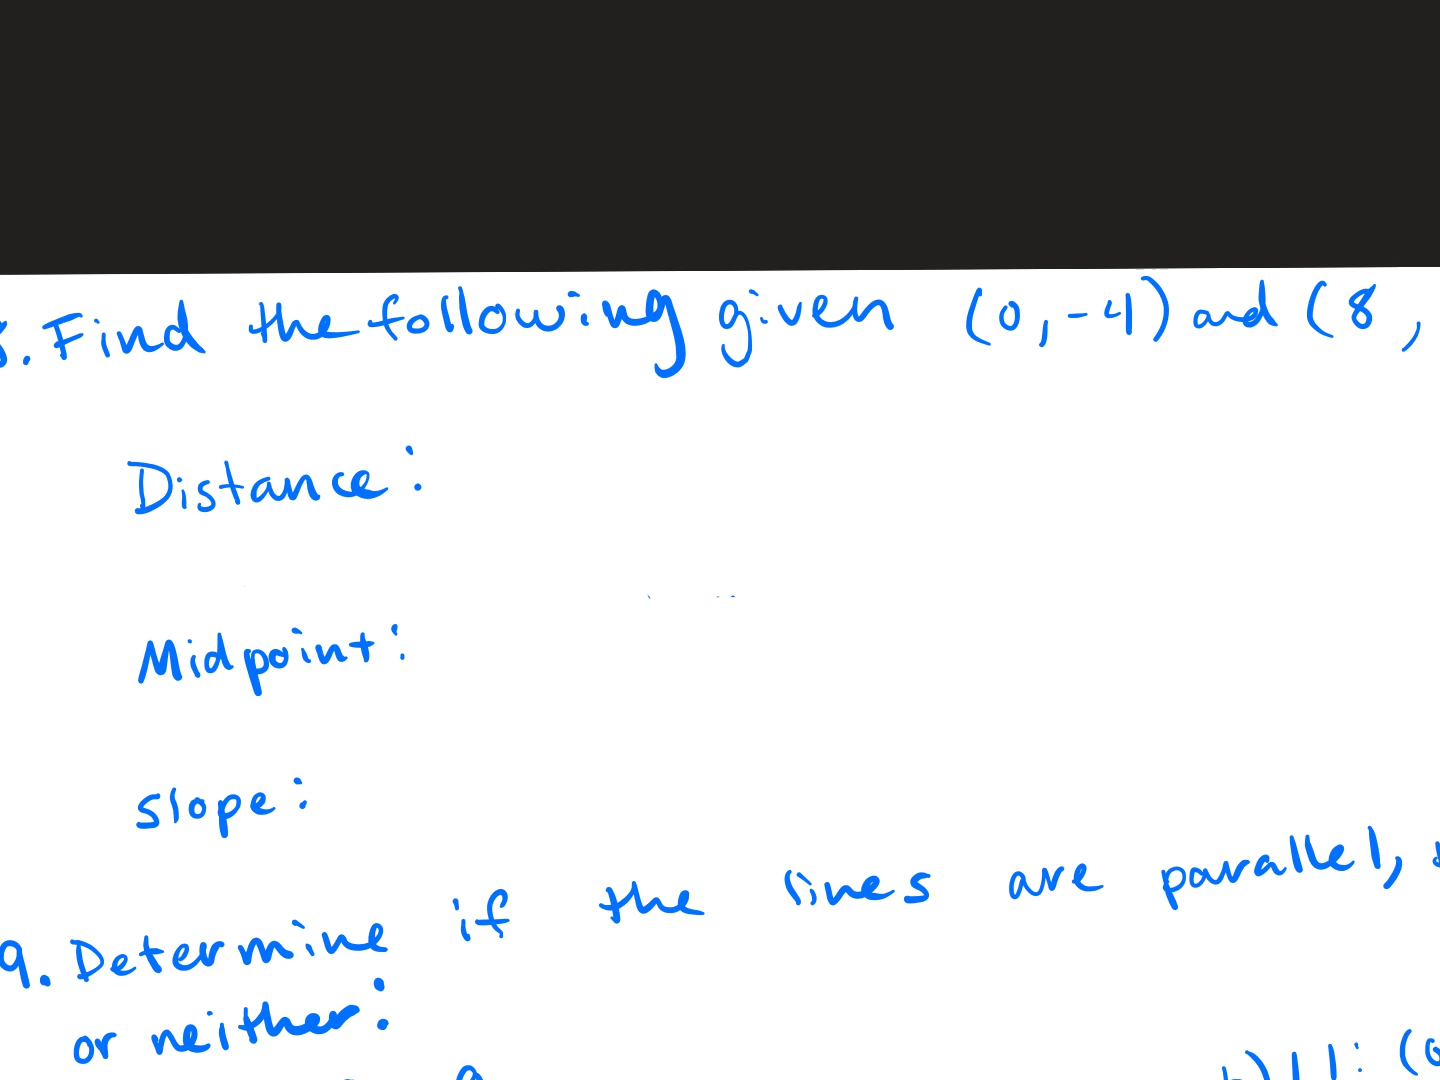 8. Find the following given (0,-4) and (8,
Distance:
Midpoint:
Slope:
9. Determine if the lines are parallel,
or neither: